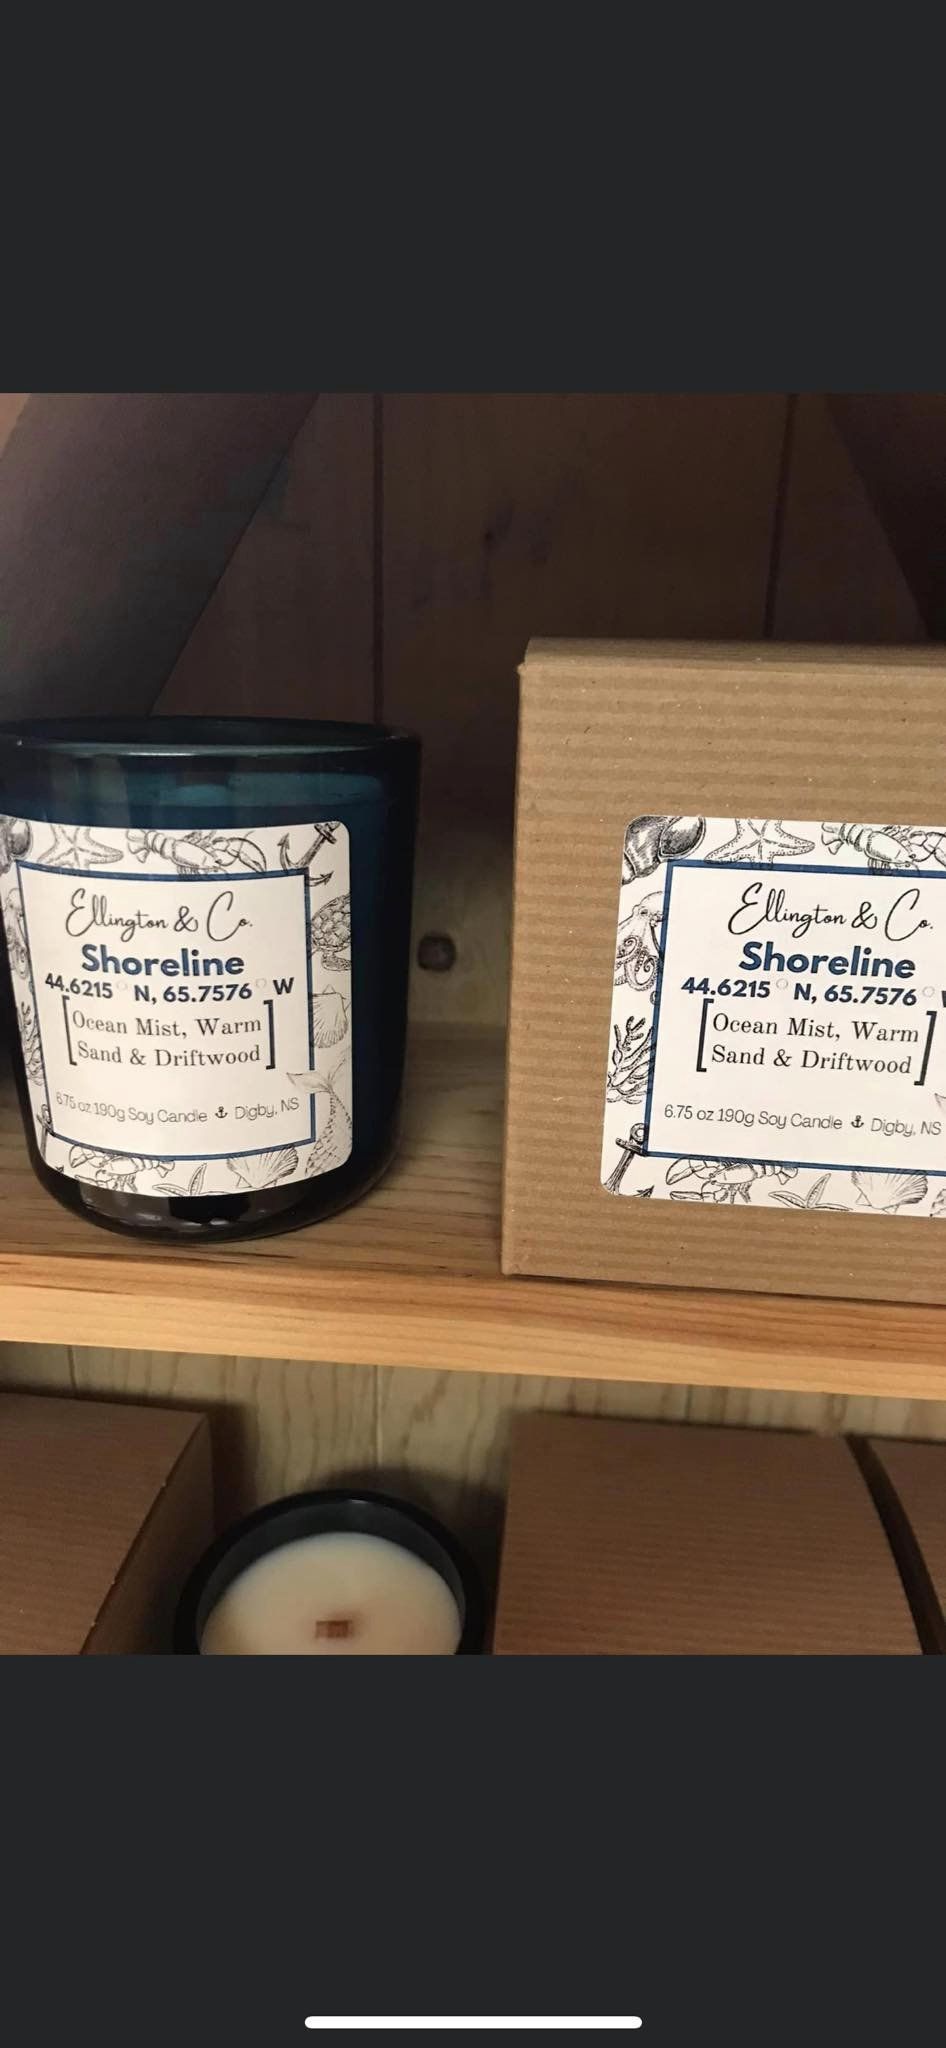 Ellington & Co.
Shoreline
44.6215° N, 65.7576° W
[Ocean Mist, Warm
Sand & Driftwood]
6.75 oz 190g Soy Candle ⚓ Digby, NS
Ellington & Co.
Shoreline
44.6215° N, 65.7576°
[Ocean Mist, Warm
Sand & Driftwood]
6.75 oz 190g Soy Candle ⚓ Digby, NS